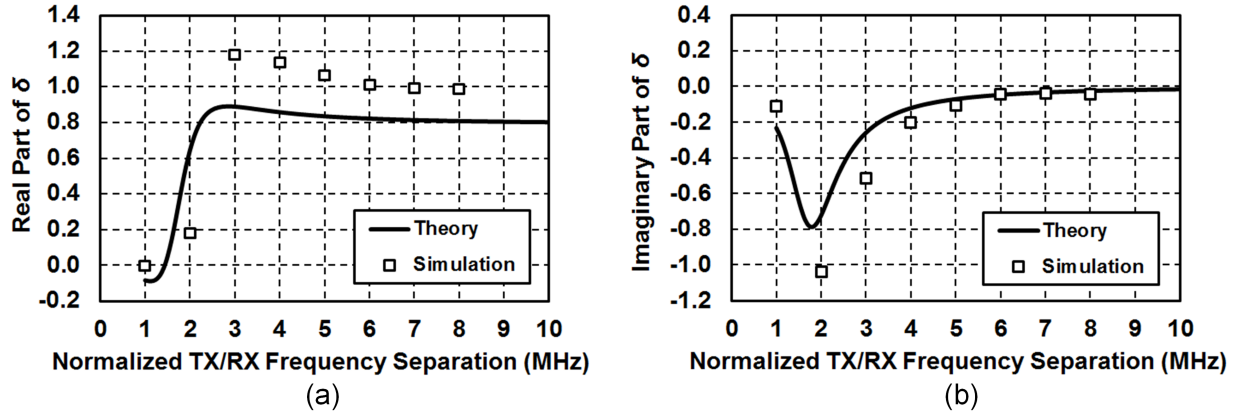 Real Part of δ
1.4
1.2
1.0
0.8
0.6
0.4
0.2
0.0
-0.2
Theory
Simulation
0 1 2 3 4 5 6 7 8 9 10
Normalized TX/RX Frequency Separation (MHz)
(a)
Imaginary Part of δ
0.4
0.2
0.0
-0.2
-0.4
-0.6
-0.8
-1.0
-1.2
Theory
Simulation
0 1 2 3 4 5 6 7 8 9 10
Normalized TX/RX Frequency Separation (MHz)
(b)